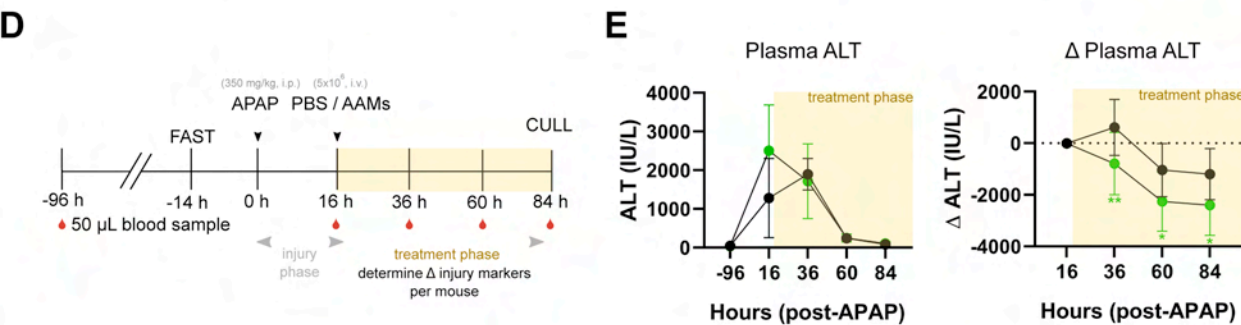 D
(350 mg/kg, i.p.) (5x10⁶, i.v.)
APAP PBS / AAMs
FAST
CULL
-96 h -14 h 0 h 16 h 36 h 60 h 84 h
50 µL blood sample
injury
phase
treatment phase
determine Δ injury markers
per mouse
E
Plasma ALT
treatment phase
ALT (IU/L)
4000
3000
2000
1000
0
-96 16 36 60 84
Hours (post-APAP)
Δ Plasma ALT
treatment phase
Δ ALT (IU/L)
2000
0
-2000
-4000
**
*
*
16 36 60 84
Hours (post-APAP)